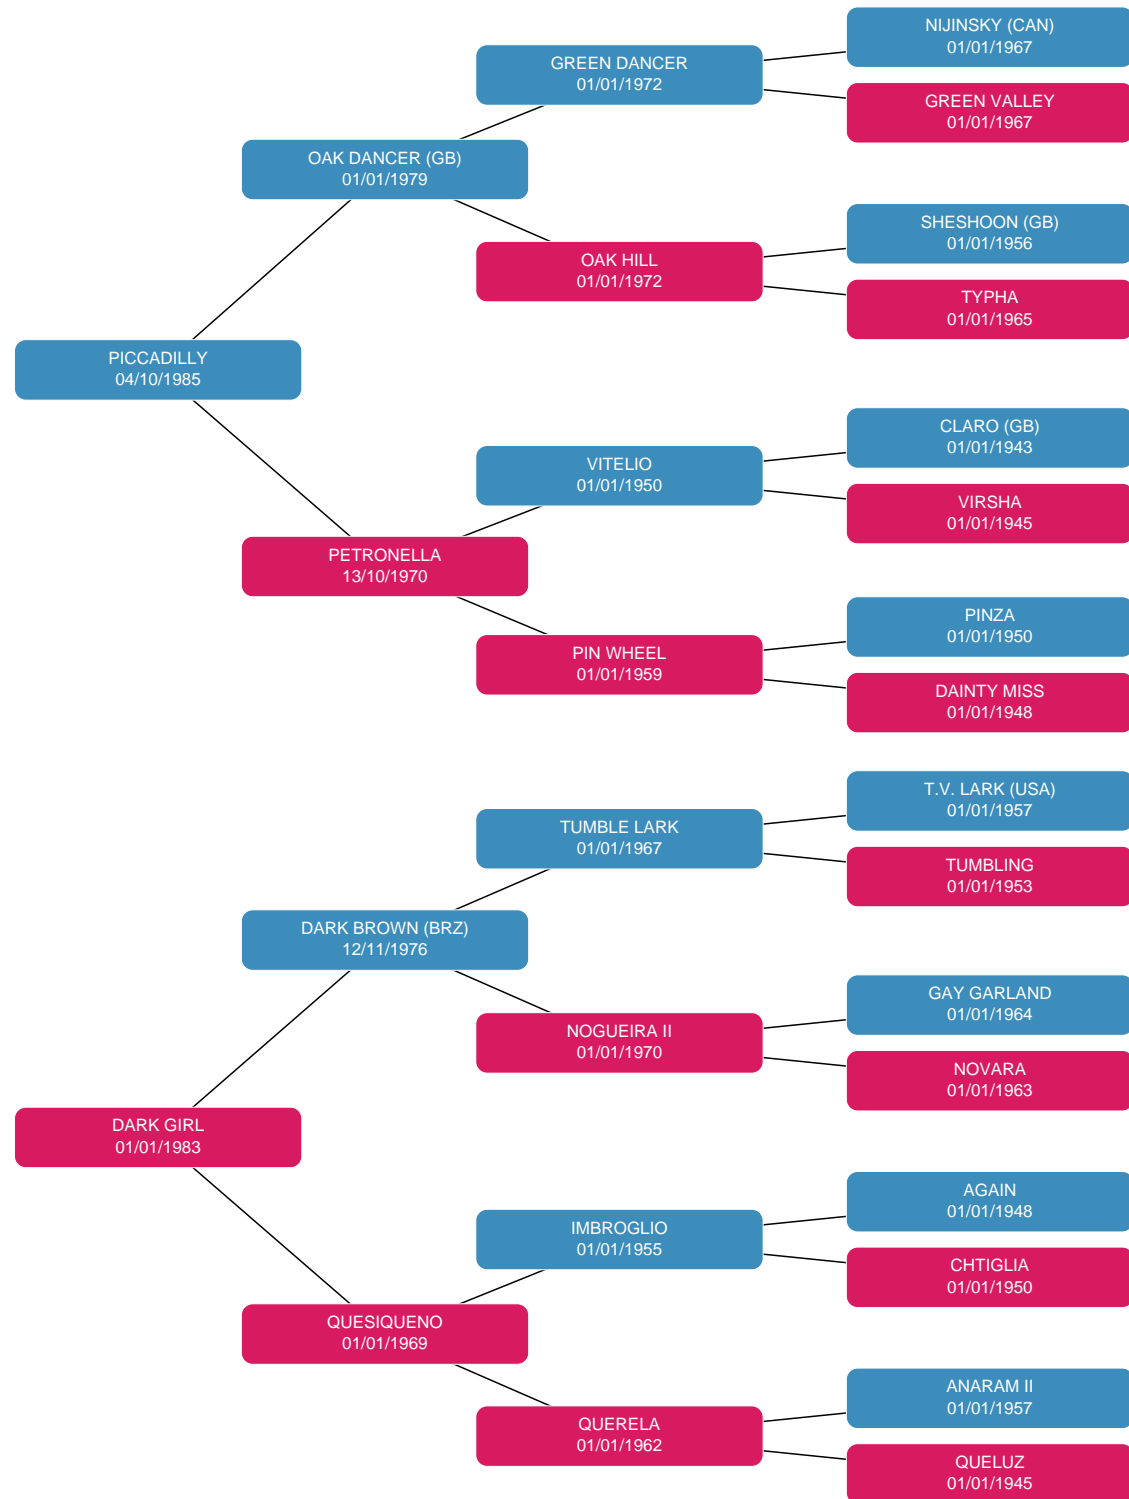 NIJINSKY (CAN)
01/01/1967
GREEN DANCER
01/01/1972
GREEN VALLEY
01/01/1967
OAK DANCER (GB)
01/01/1979
SHESHOON (GB)
01/01/1956
OAK HILL
01/01/1972
TYPHA
01/01/1965
PICCADILLY
04/10/1985
CLARO (GB)
01/01/1943
VITELIO
01/01/1950
VIRSHA
01/01/1945
PETRONELLA
13/10/1970
PINZA
01/01/1950
PIN WHEEL
01/01/1959
DAINTY MISS
01/01/1948
T.V. LARK (USA)
01/01/1957
TUMBLE LARK
01/01/1967
TUMBLING
01/01/1953
DARK BROWN (BRZ)
12/11/1976
GAY GARLAND
01/01/1964
NOGUEIRA II
01/01/1970
NOVARA
01/01/1963
DARK GIRL
01/01/1983
AGAIN
01/01/1948
IMBROGLIO
01/01/1955
CHTIGLIA
01/01/1950
QUESIQUENO
01/01/1969
ANARAM II
01/01/1957
QUERELA
01/01/1962
QUELUZ
01/01/1945